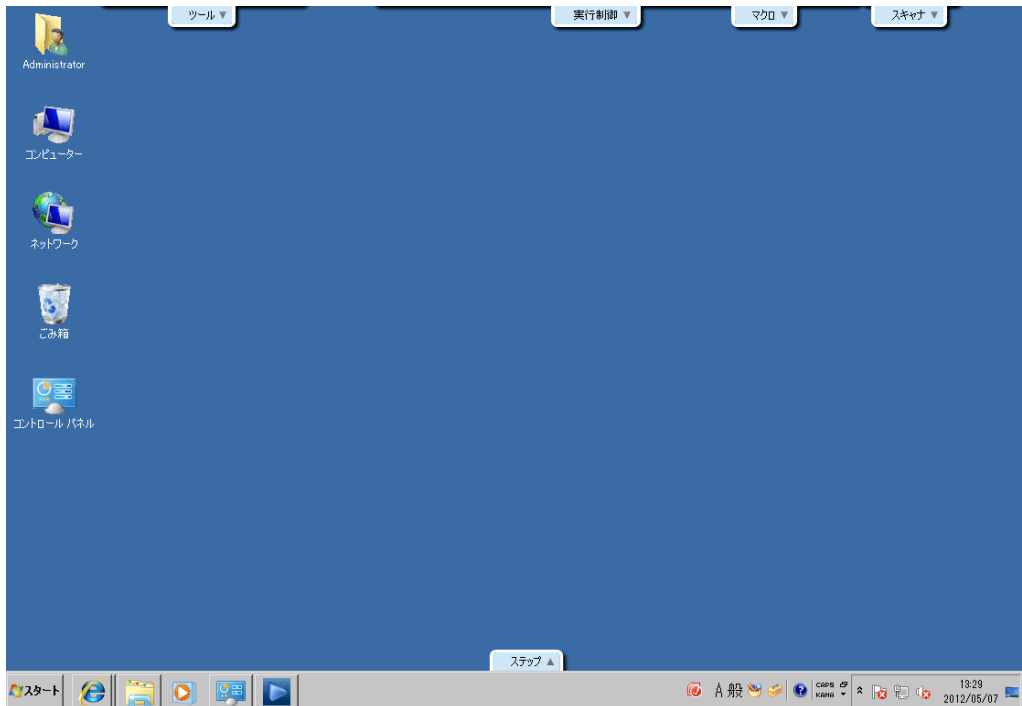 ツール ▼
実行制御 ▼
マクロ ▼
スキャナ ▼
Administrator
コンピューター
ネットワーク
ごみ箱
コントロール パネル
ステップ ▲
スタート
A 般
CAPS
KANA
13:29
2012/05/07